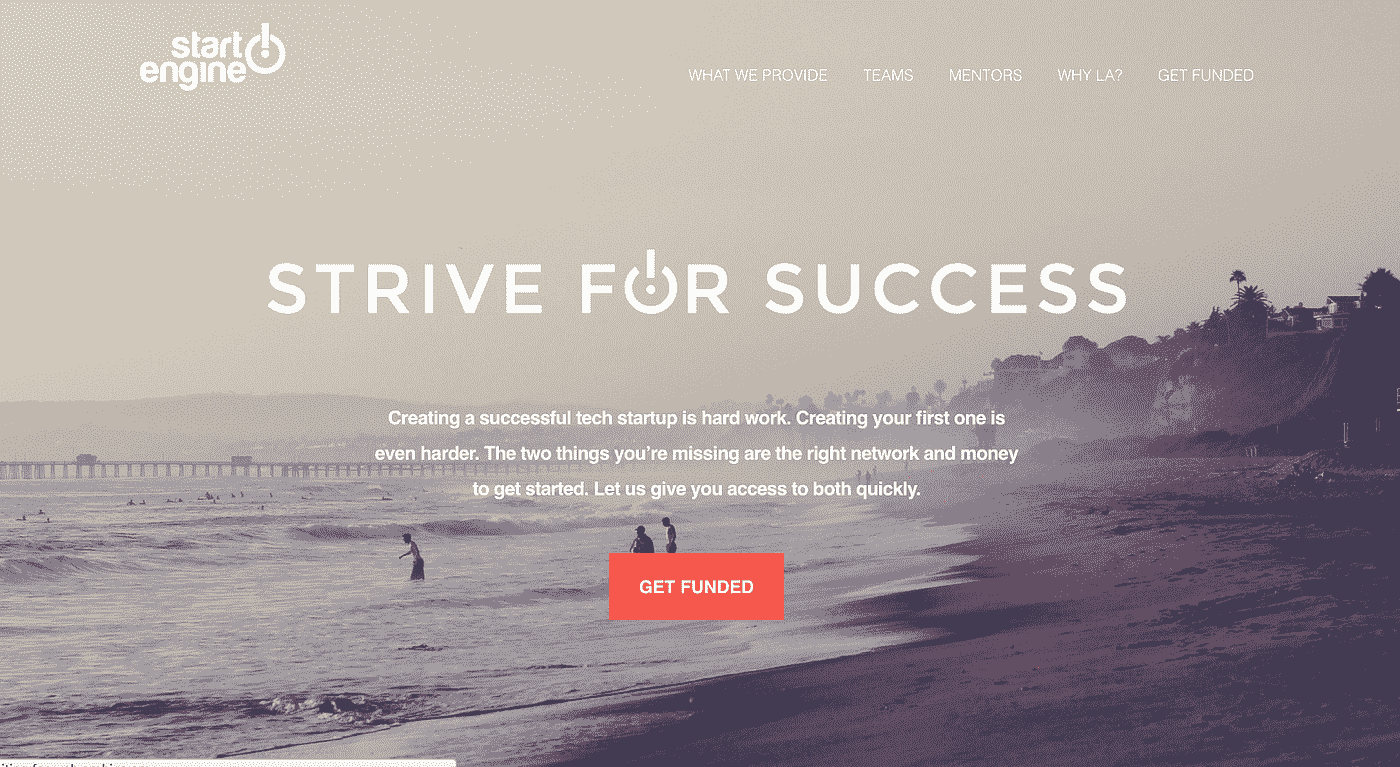 start
engine
WHAT WE PROVIDE TEAMS MENTORS WHY LA? GET FUNDED
STRIVE FOR SUCCESS
Creating a successful tech startup is hard work. Creating your first one is
even harder. The two things you’re missing are the right network and money
to get started. Let us give you access to both quickly.
GET FUNDED